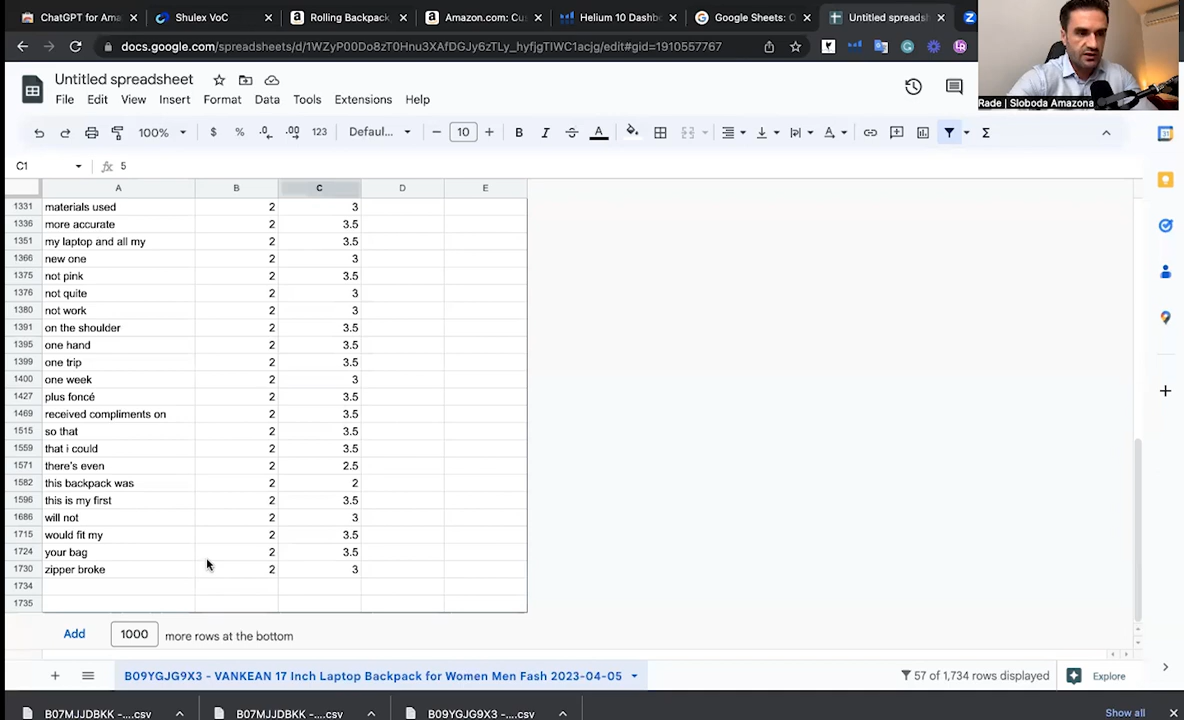 ChatGPT for Ama
Shulex VoC
Rolling Backpack
Amazon.com: Cu
Helium 10 Dashb
Google Sheets: O
Untitled spreads
docs.google.com/spreadsheets/d/1WZyP00Do8zT0Hnu3XAfDGJy6zTLy_hyfjgTIWC1acjg/edit#gid=1910557767
Untitled spreadsheet
File Edit View Insert Format Data Tools Extensions Help
Rade | Sloboda Amazona
100% $ % .0 .00 123 Defaul... 10 B I S A
C1 fx 5
A B C D E
1331 materials used 2 3
1336 more accurate 2 3.5
1351 my laptop and all my 2 3.5
1366 new one 2 3
1375 not pink 2 3.5
1376 not quite 2 3
1380 not work 2 3
1391 on the shoulder 2 3.5
1395 one hand 2 3.5
1399 one trip 2 3.5
1400 one week 2 3
1427 plus foncé 2 3.5
1469 received compliments on 2 3.5
1515 so that 2 3.5
1559 that i could 2 3.5
1571 there's even 2 2.5
1582 this backpack was 2 2
1596 this is my first 2 3.5
1686 will not 2 3
1715 would fit my 2 3.5
1724 your bag 2 3.5
1730 zipper broke 2 3
1734
1735
Add 1000 more rows at the bottom
B09YGJG9X3 - VANKEAN 17 Inch Laptop Backpack for Women Men Fash 2023-04-05
57 of 1,734 rows displayed
Explore
B07MJJDBKK -....csv
B07MJJDBKK -....csv
B09YGJG9X3 -....csv
Show all